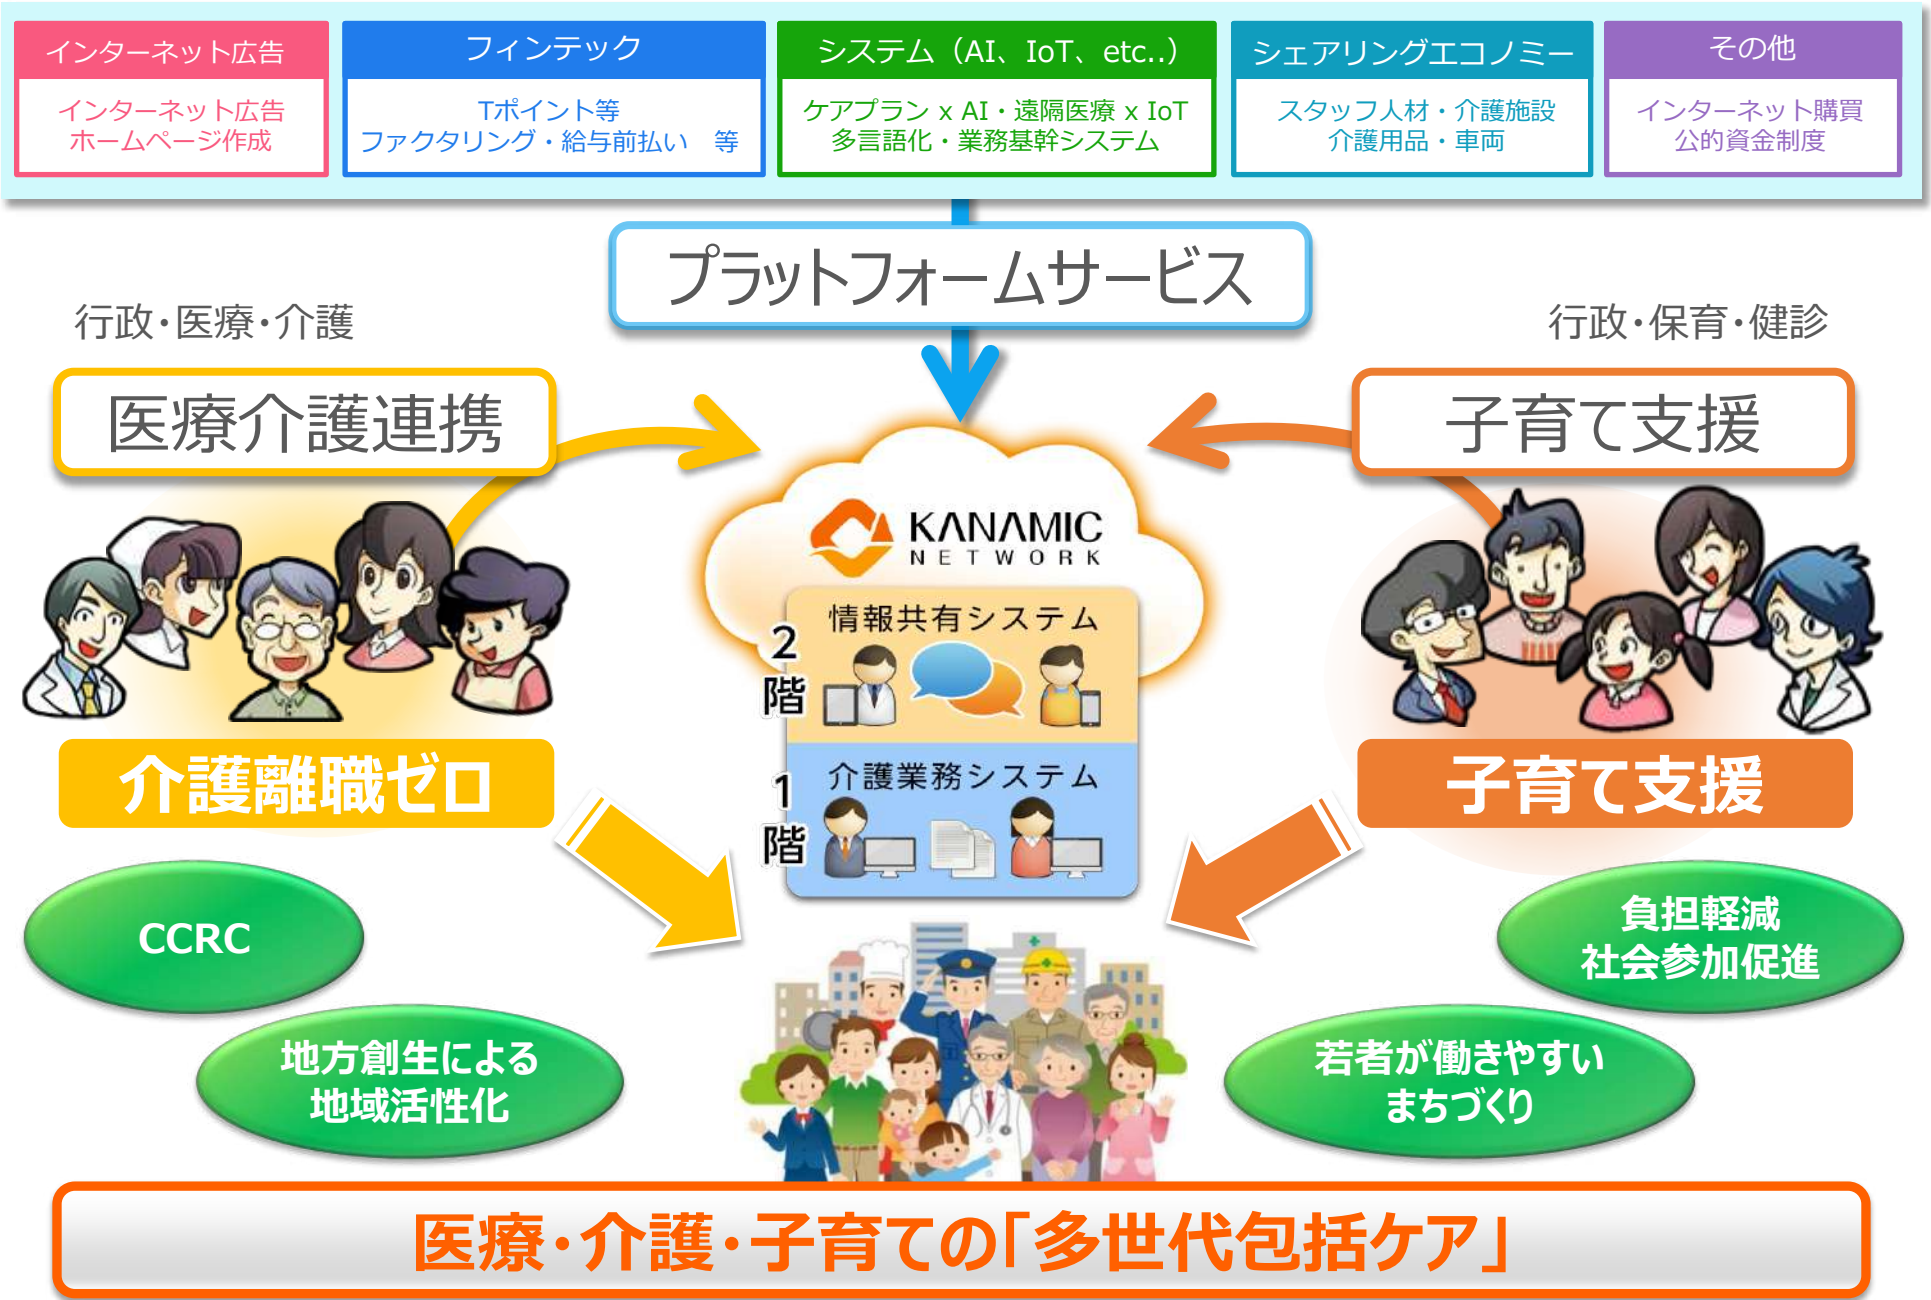 インターネット広告
インターネット広告
ホームページ作成
フィンテック
Tポイント等
ファクタリング・給与前払い　等
システム（AI、IoT、etc..）
ケアプラン x AI・遠隔医療 x IoT
多言語化・業務基幹システム
シェアリングエコノミー
スタッフ人材・介護施設
介護用品・車両
その他
インターネット購買
公的資金制度
プラットフォームサービス
行政・医療・介護
医療介護連携
行政・保育・健診
子育て支援
KANAMIC
NETWORK
2階
情報共有システム
1階
介護業務システム
介護離職ゼロ
子育て支援
CCRC
地方創生による
地域活性化
負担軽減
社会参加促進
若者が働きやすい
まちづくり
医療・介護・子育ての「多世代包括ケア」